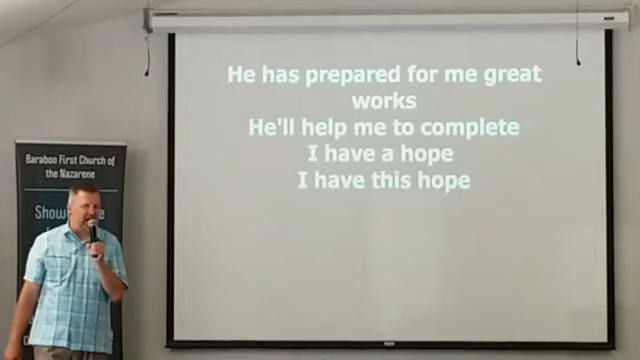 He has prepared for me great
works
He'll help me to complete
I have a hope
I have this hope
Baraboo First Church of
the Nazarene